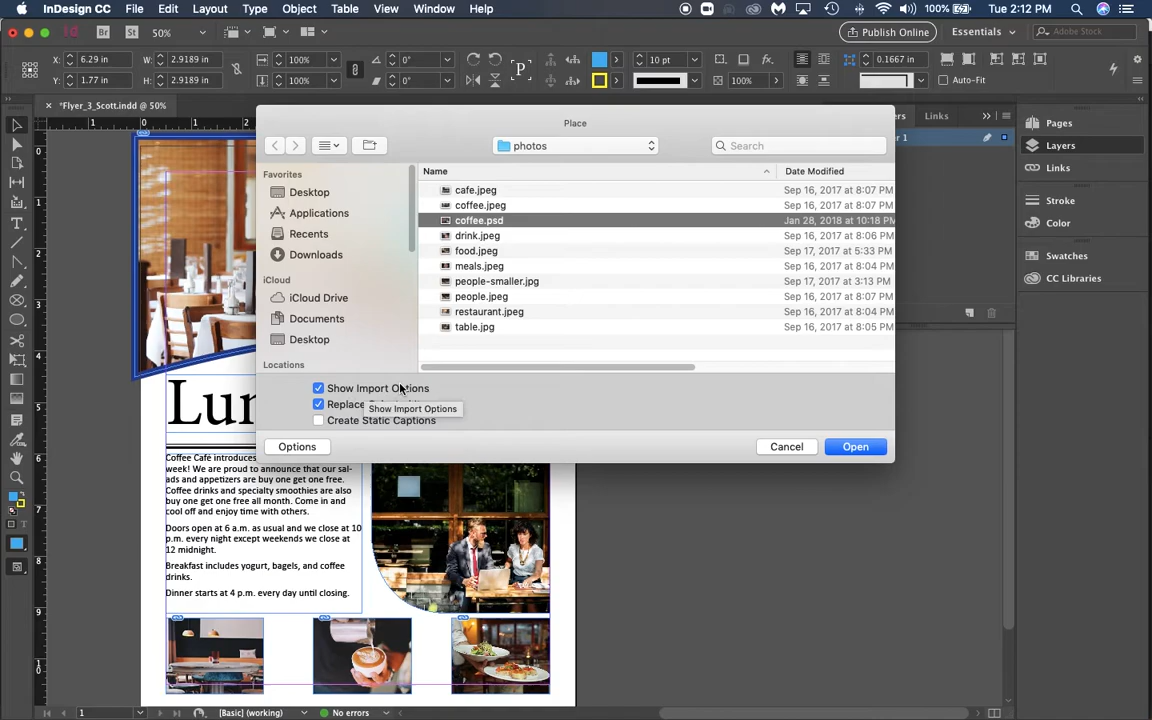 InDesign CC File Edit Layout Type Object Table View Window Help 100% Tue 2:12 PM
Br St 50% Publish Online Essentials Adobe Stock
X: 6.29 in W: 2.9189 in 100% 0° P 10 pt fx. 0.1667 in
Y: 1.77 in H: 2.9189 in 100% 0° 100% Auto-Fit
*Flyer_3_Scott.indd @ 50% Place Links Pages
1 0 1 2
photos Search Layers
Favorites Name Date Modified Links
Desktop cafe.jpeg Sep 16, 2017 at 8:07 PM
Applications coffee.jpeg Sep 16, 2017 at 8:07 PM Stroke
coffee.psd Jan 28, 2018 at 10:18 PM Color
Recents drink.jpeg Sep 16, 2017 at 8:06 PM
Downloads food.jpeg Sep 17, 2017 at 5:33 PM Swatches
iCloud meals.jpeg Sep 16, 2017 at 8:04 PM CC Libraries
people-smaller.jpg Sep 17, 2017 at 3:13 PM
iCloud Drive people.jpeg Sep 16, 2017 at 8:07 PM
Documents restaurant.jpeg Sep 16, 2017 at 8:04 PM
Desktop table.jpg Sep 16, 2017 at 8:05 PM
Locations
Show Import Options
Replace
Show Import Options
Create Static Captions
Options Cancel Open
Coffee Cafe introduces
week! We are proud to announce that our sal-
ads and appetizers are buy one get one free.
Coffee drinks and specialty smoothies are also
buy one get one free all month. Come in and
cool off and enjoy time with others.
Doors open at 6 a.m. as usual and we close at 10
p.m. every night except weekends we close at
12 midnight.
Breakfast includes yogurt, bagels, and coffee
drinks.
Dinner starts at 4 p.m. every day until closing.
1 [Basic] (working) No errors